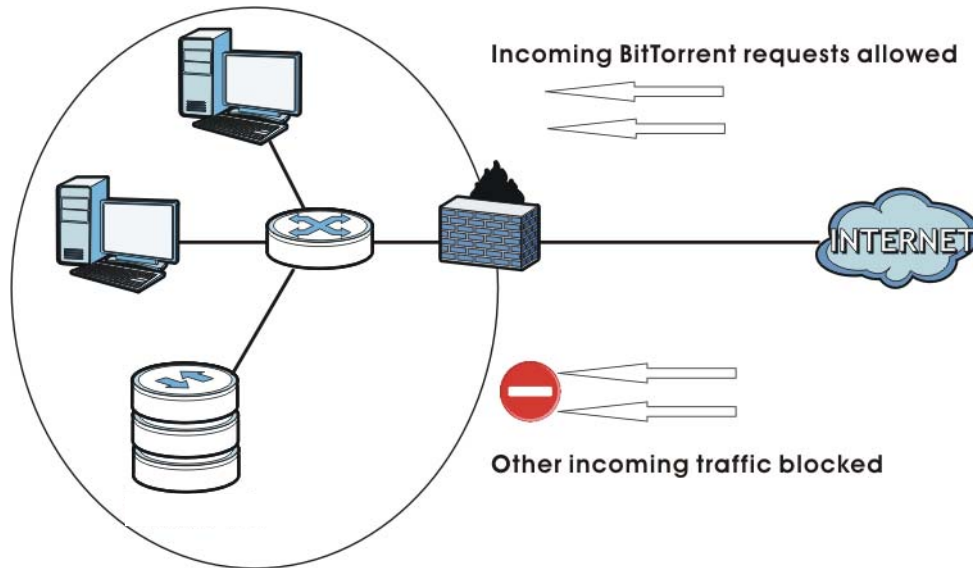 Incoming BitTorrent requests allowed
INTERNET
Other incoming traffic blocked